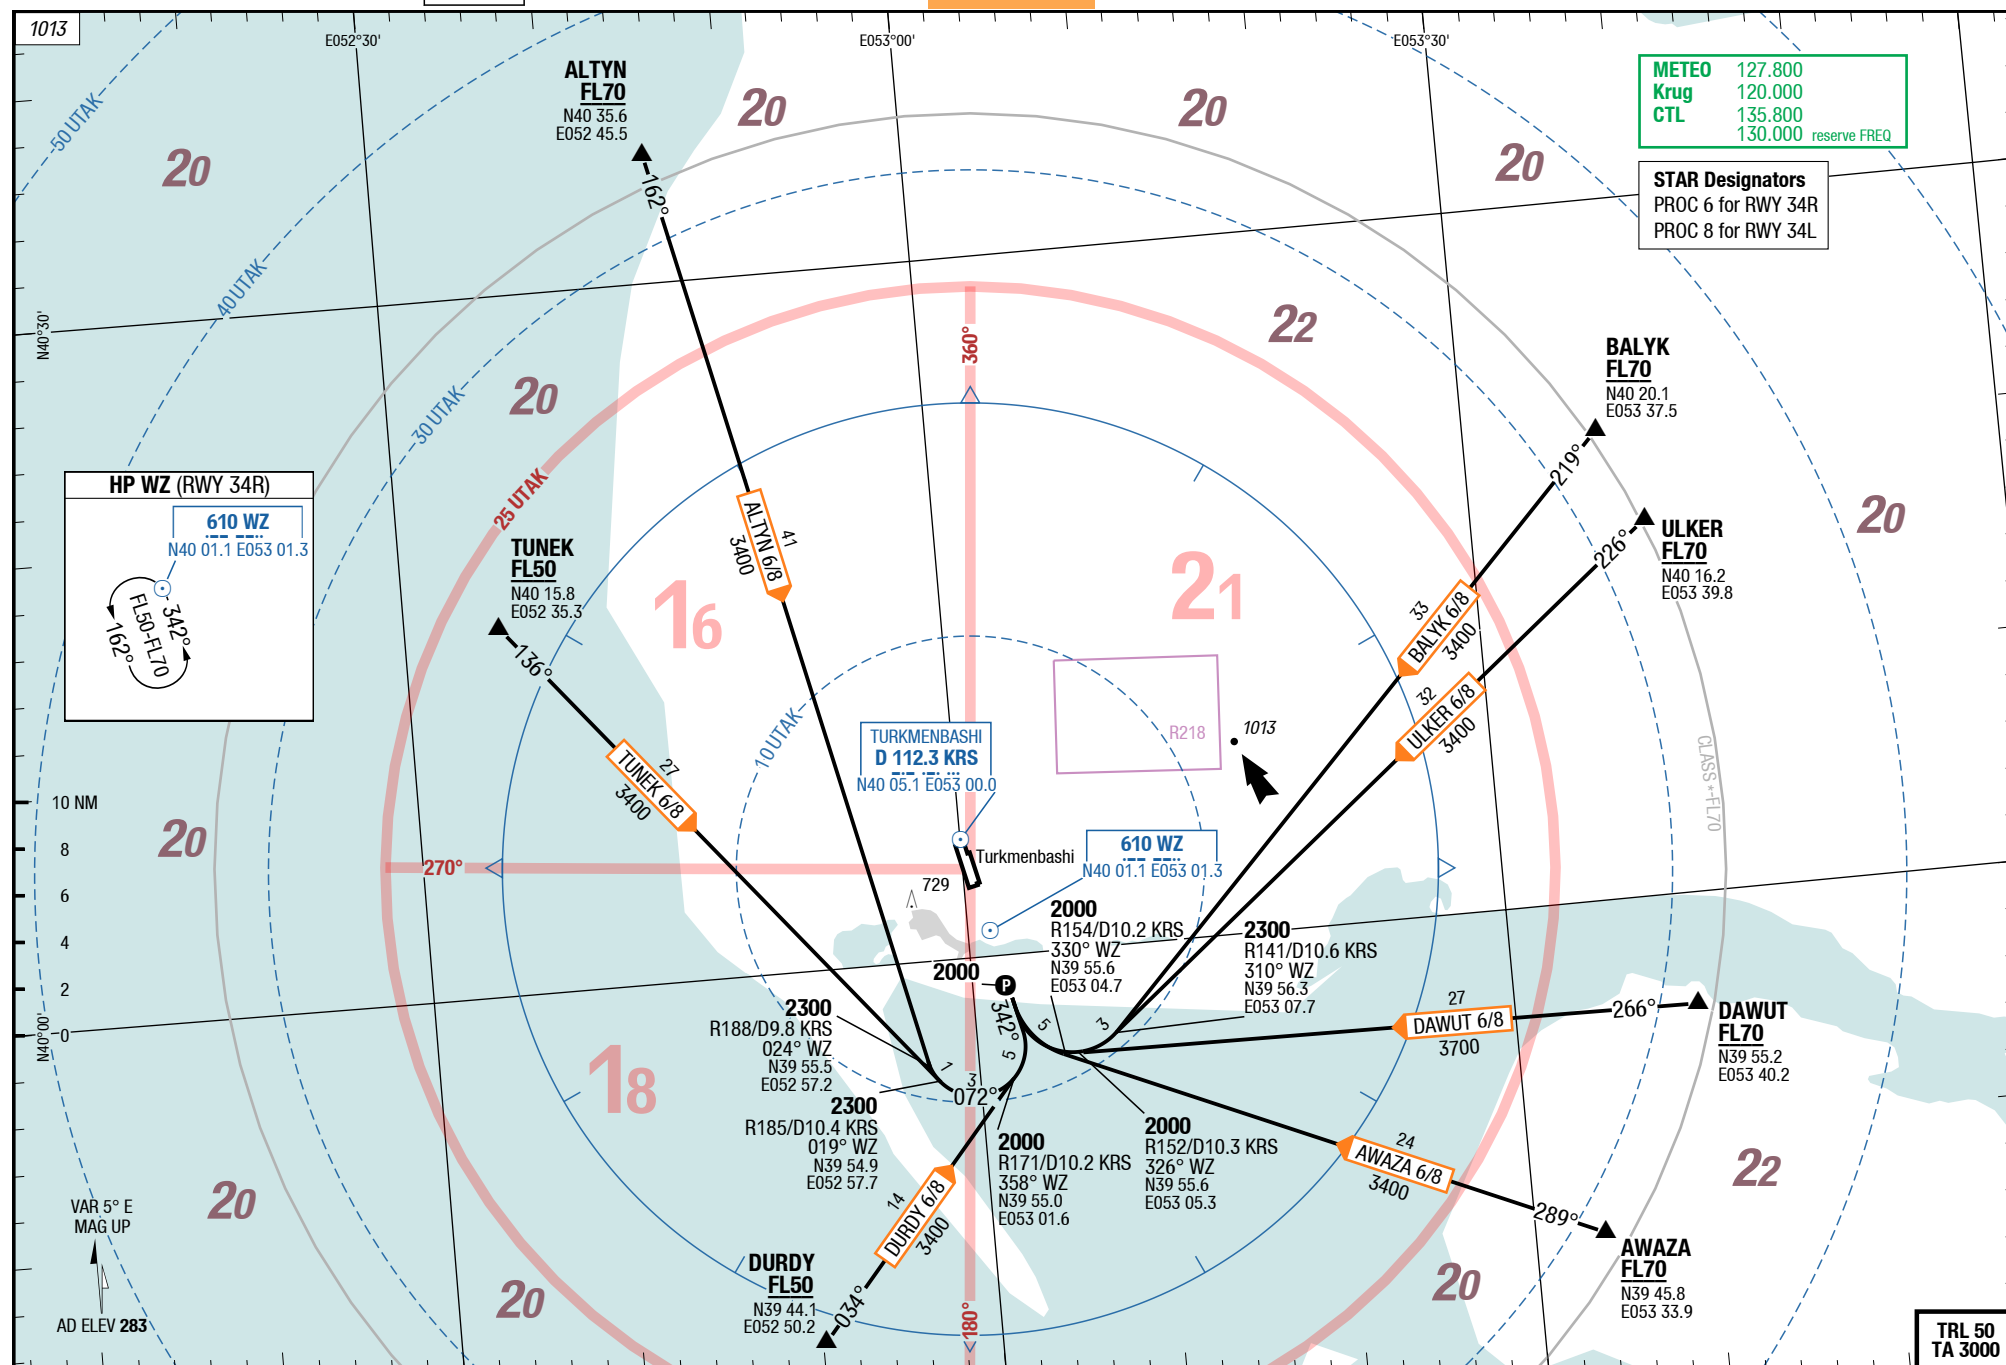 1013
E052°30'
E053°00'
E053°30'
50 UTAK
40 UTAK
30 UTAK
25 UTAK
10 UTAK
ALTYN
FL70
N40 35.6
E052 45.5
162°
20
20
20
20
METEO 127.800
Krug 120.000
CTL 135.800
130.000 reserve FREQ
STAR Designators
PROC 6 for RWY 34R
PROC 8 for RWY 34L
N40°30'
360°
22
20
BALYK
FL70
N40 20.1
E053 37.5
219°
HP WZ (RWY 34R)
610 WZ
N40 01.1 E053 01.3
FL50-FL70
342°
162°
TUNEK
FL50
N40 15.8
E052 35.3
136°
ALTYN 6/8
41
3400
ULKER
FL70
N40 16.2
E053 39.8
226°
20
16
21
33
BALYK 6/8
3400
32
ULKER 6/8
3400
R218
1013
CLASS*-FL70
27
TUNEK 6/8
3400
TURKMENBASHI
D 112.3 KRS
N40 05.1 E053 00.0
10 NM
8
6
4
2
0
20
270°
Turkmenbashi
610 WZ
N40 01.1 E053 01.3
729
2000
R154/D10.2 KRS
330° WZ
N39 55.6
E053 04.7
2300
R141/D10.6 KRS
310° WZ
N39 56.3
E053 07.7
2000
P
342°
5
3
5
1
3
072°
N40°00'
2300
R188/D9.8 KRS
024° WZ
N39 55.5
E052 57.2
2300
R185/D10.4 KRS
019° WZ
N39 54.9
E052 57.7
27
DAWUT 6/8
3700
266°
DAWUT
FL70
N39 55.2
E053 40.2
18
2000
R171/D10.2 KRS
358° WZ
N39 55.0
E053 01.6
2000
R152/D10.3 KRS
326° WZ
N39 55.6
E053 05.3
24
AWAZA 6/8
3400
289°
AWAZA
FL70
N39 45.8
E053 33.9
22
20
20
20
VAR 5° E
MAG UP
AD ELEV 283
14
DURDY 6/8
3400
DURDY
FL50
N39 44.1
E052 50.2
034°
180°
TRL 50
TA 3000